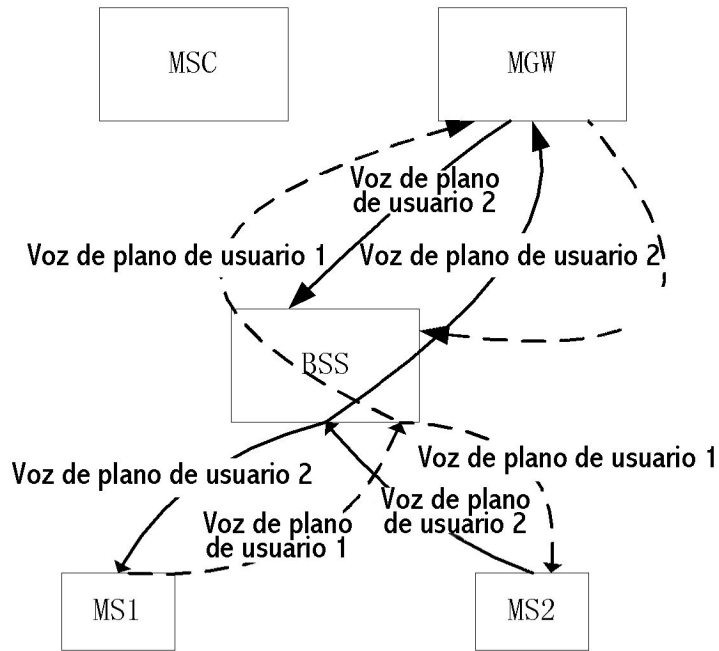 MSC
MGW
Voz de plano
de usuario 2
Voz de plano de usuario 1
Voz de plano de usuario 2
BSS
Voz de plano de usuario 2
Voz de plano de usuario 1
Voz de plano
de usuario 1
Voz de plano
de usuario 2
MS1
MS2